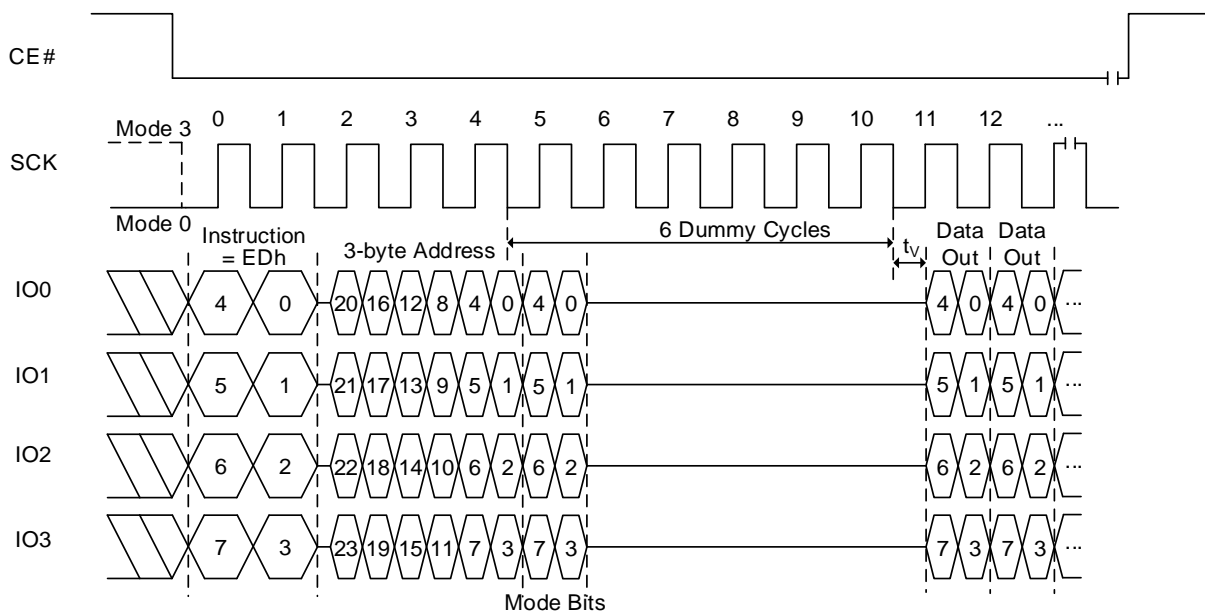 CE#
Mode 3
0 1 2 3 4 5 6 7 8 9 10 11 12 ...
SCK
Mode 0
Instruction
= EDh
3-byte Address
6 Dummy Cycles
tV
Data
Out
Data
Out
IO0
4 0 20 16 12 8 4 0 4 0 4 0 4 0 ...
IO1
5 1 21 17 13 9 5 1 5 1 5 1 5 1 ...
IO2
6 2 22 18 14 10 6 2 6 2 6 2 6 2 ...
IO3
7 3 23 19 15 11 7 3 7 3 7 3 7 3 ...
Mode Bits